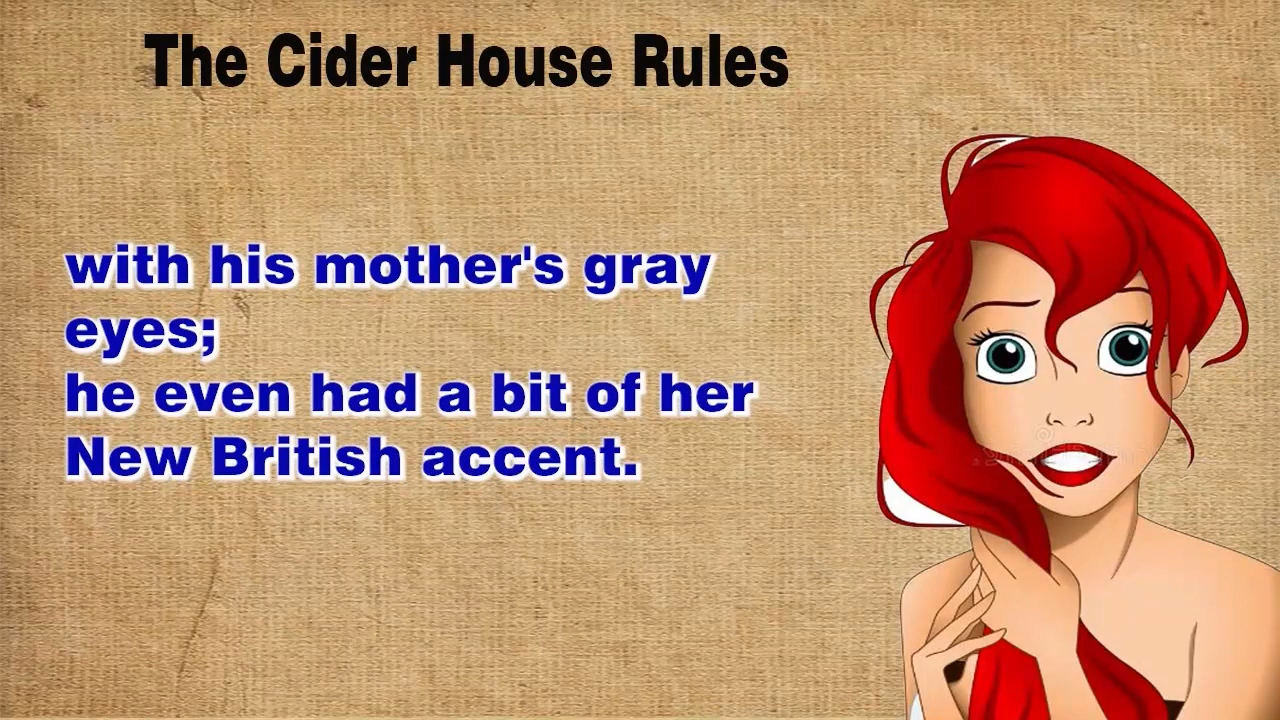 The Cider House Rules
with his mother's gray
eyes;
he even had a bit of her
New British accent.